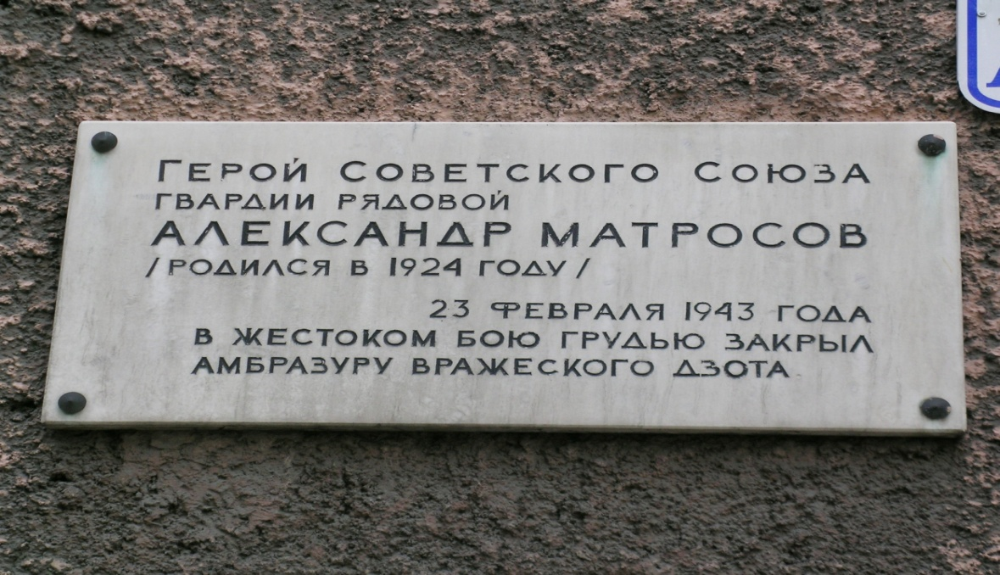 Герой Советского Союза
гвардии рядовой
АЛЕКСАНДР МАТРОСОВ
/родился в 1924 году/
23 февраля 1943 года
в жестоком бою грудью закрыл
амбразуру вражеского дзота